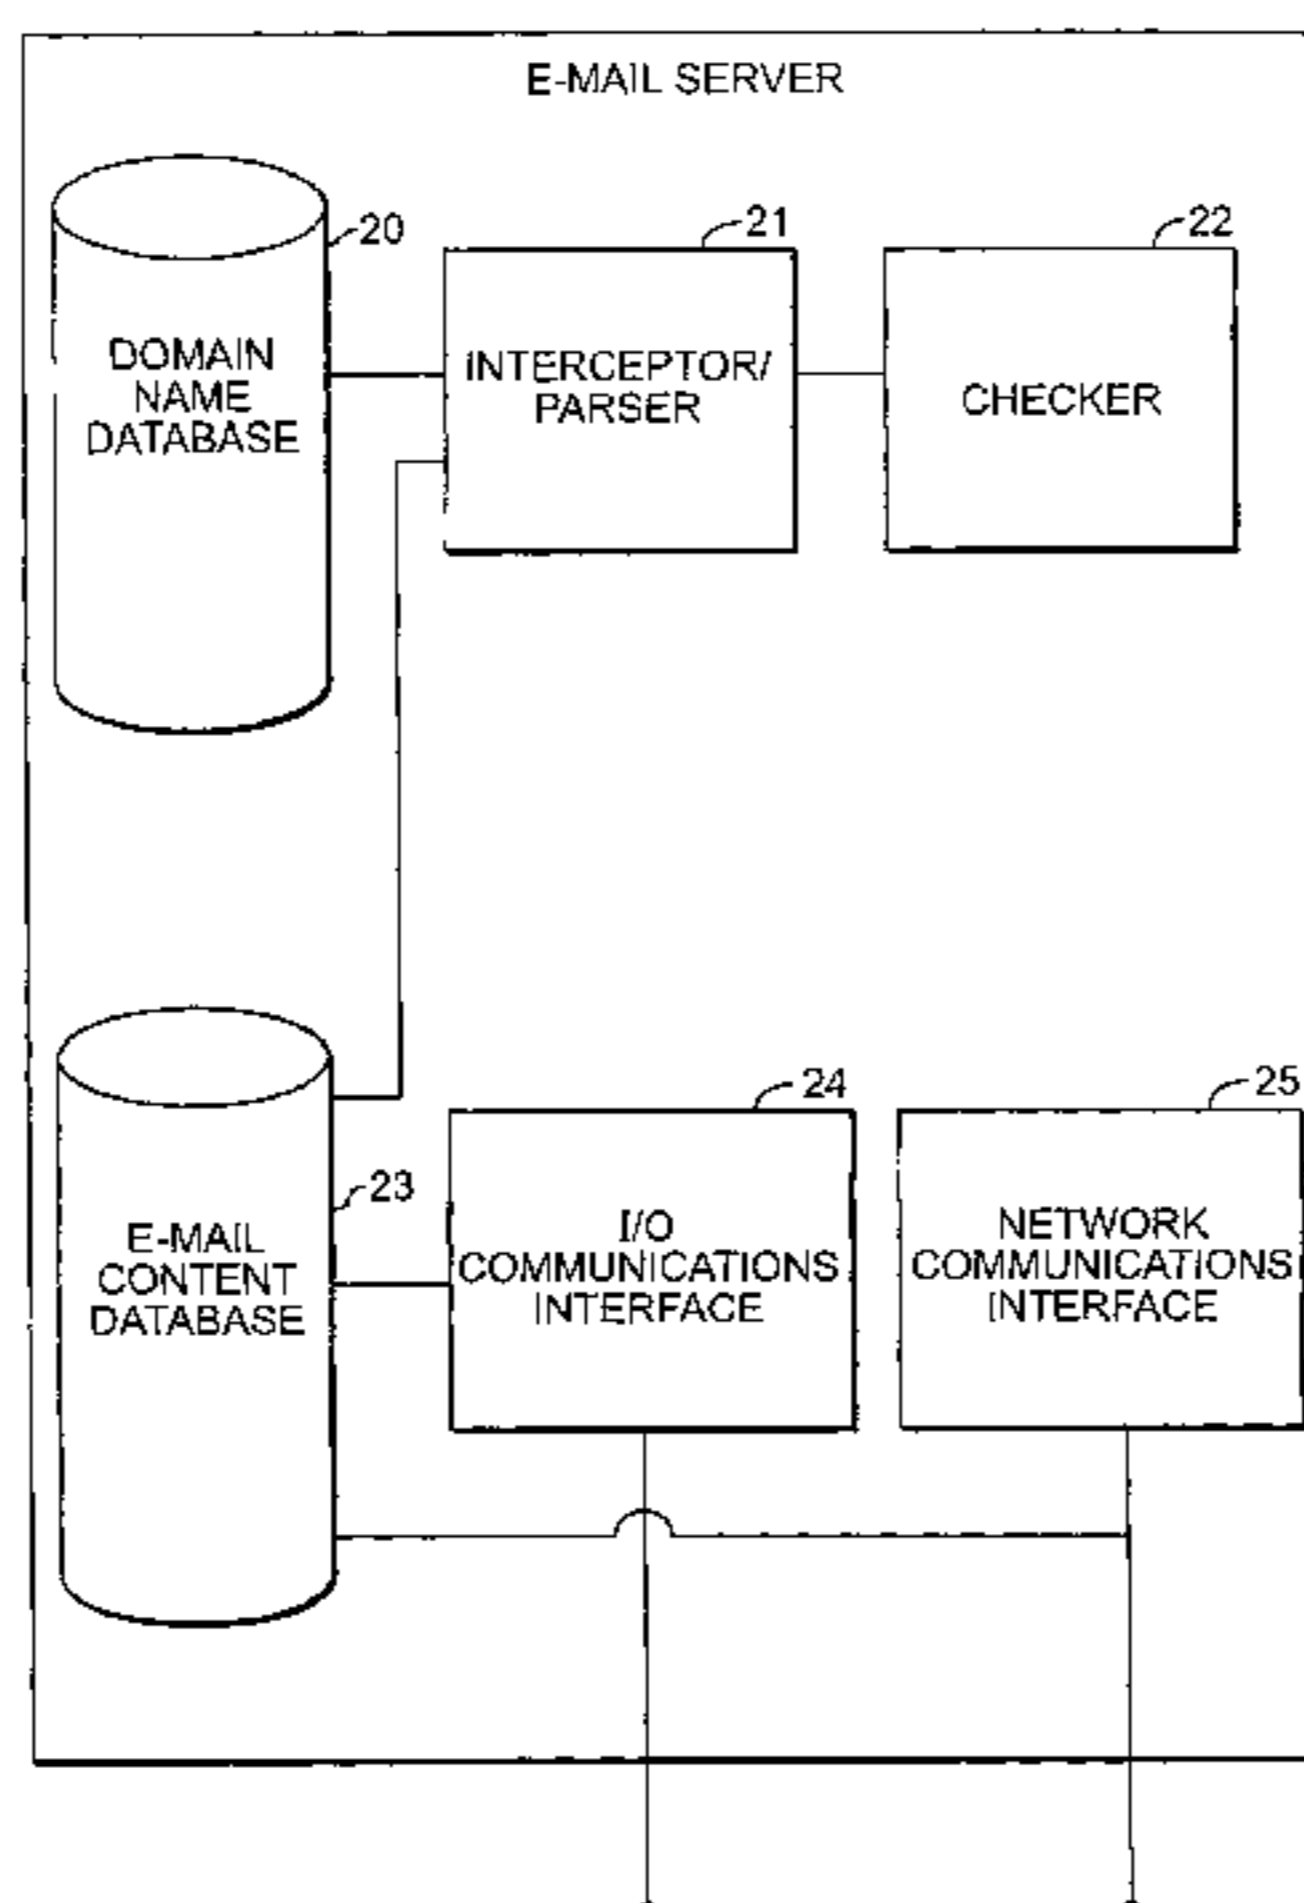 E-MAIL SERVER
20
21
22
DOMAIN
NAME
DATABASE
INTERCEPTOR/
PARSER
CHECKER
23
24
25
E-MAIL
CONTENT
DATABASE
I/O
COMMUNICATIONS
INTERFACE
NETWORK
COMMUNICATIONS
INTERFACE